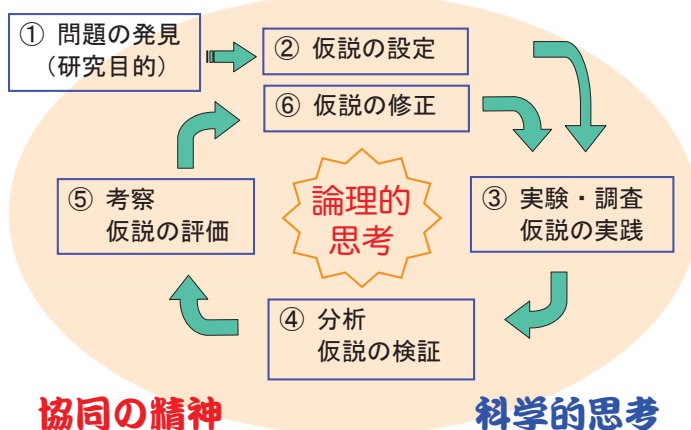 ① 問題の発見
（研究目的）
② 仮説の設定
⑥ 仮説の修正
⑤ 考察
仮説の評価
論理的
思考
③ 実験・調査
仮説の実践
④ 分析
仮説の検証
協同の精神
科学的思考